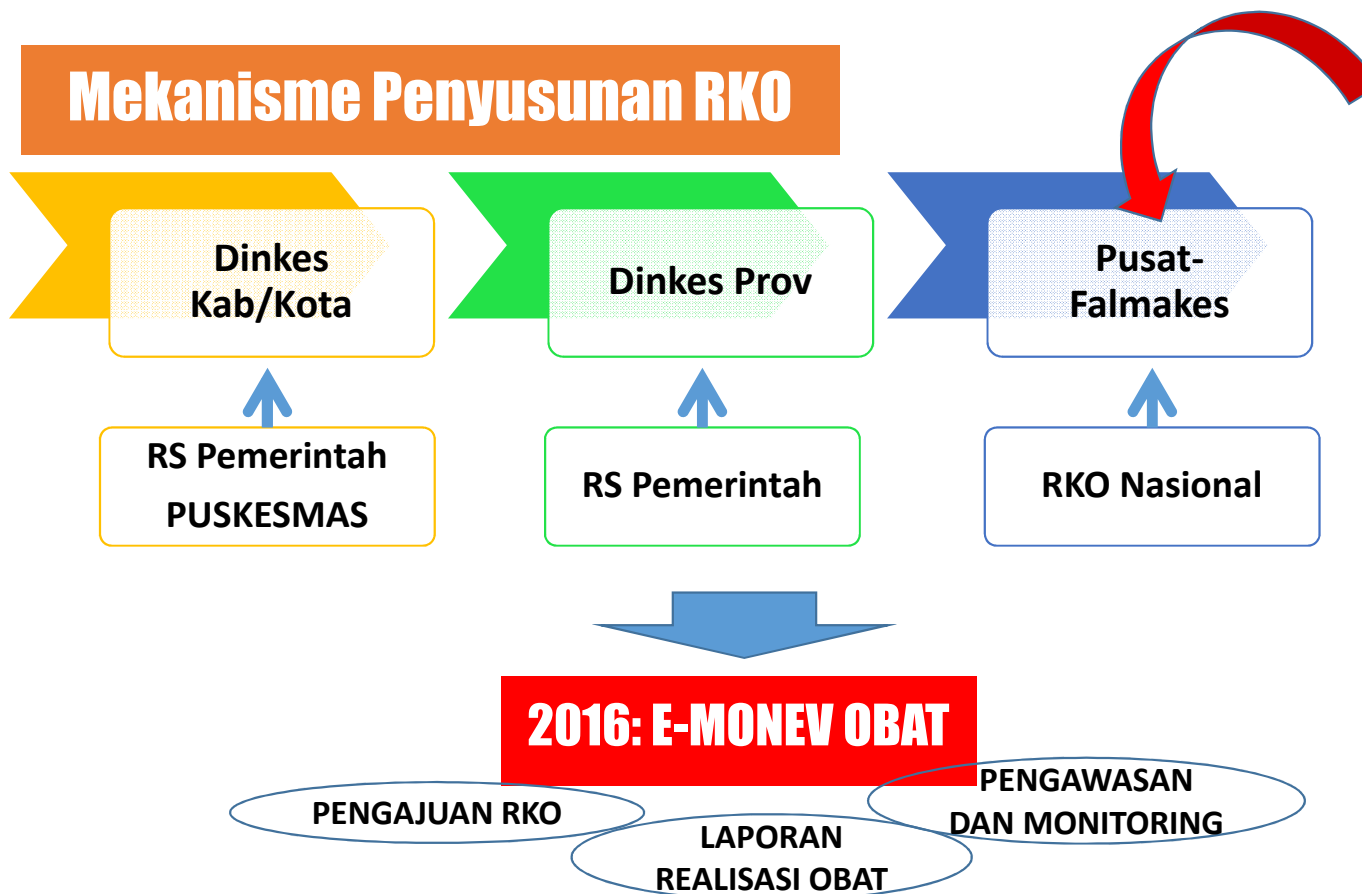 Mekanisme Penyusunan RKO
Dinkes
Kab/Kota
Dinkes Prov
Pusat-
Falmakes
RS Pemerintah
PUSKESMAS
RS Pemerintah
RKO Nasional
2016: E-MONEV OBAT
PENGAJUAN RKO
LAPORAN
REALISASI OBAT
PENGAWASAN
DAN MONITORING